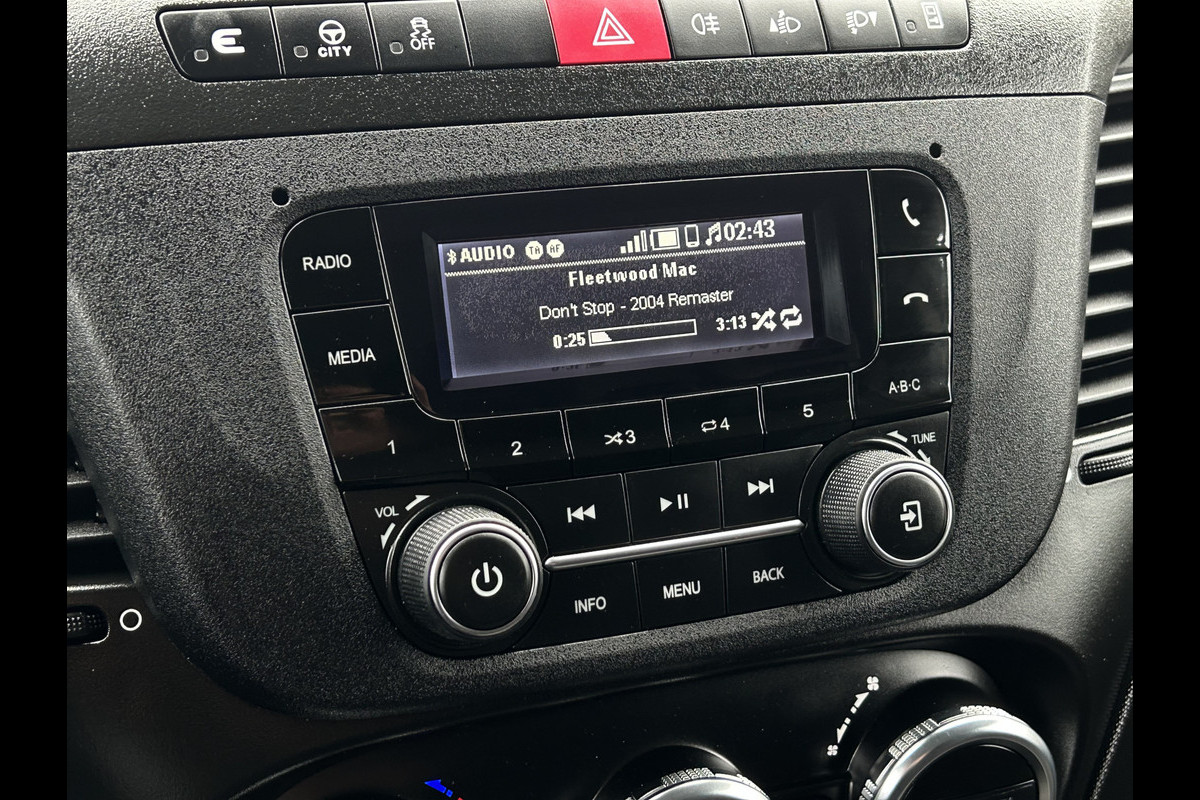 CITY
OFF
RADIO
AUDIO TA AF 02:43
Fleetwood Mac
Don't Stop - 2004 Remaster
0:25 3:13
MEDIA
A·B·C
1 2 3 4 5
TUNE
VOL
INFO MENU BACK